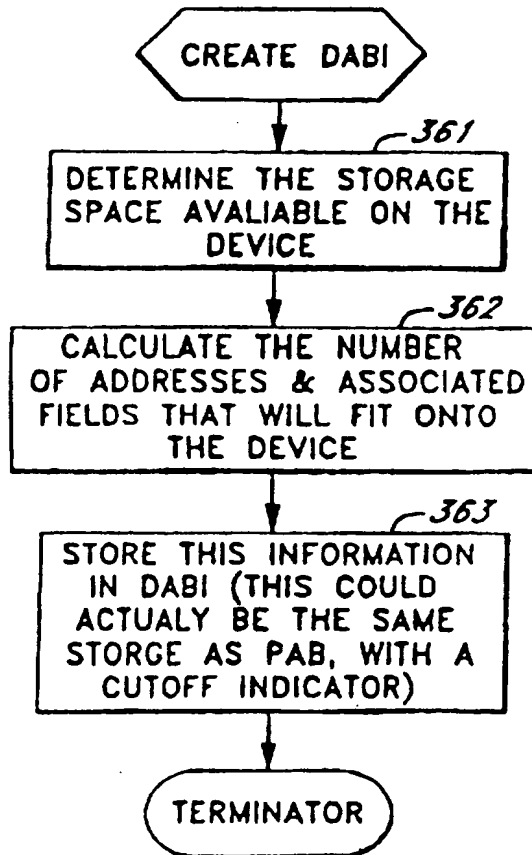 CREATE DABI
361
DETERMINE THE STORAGE
SPACE AVALIABLE ON THE
DEVICE
362
CALCULATE THE NUMBER
OF ADDRESSES & ASSOCIATED
FIELDS THAT WILL FIT ONTO
THE DEVICE
363
STORE THIS INFORMATION
IN DABI (THIS COULD
ACTUALY BE THE SAME
STORGE AS PAB, WITH A
CUTOFF INDICATOR)
TERMINATOR